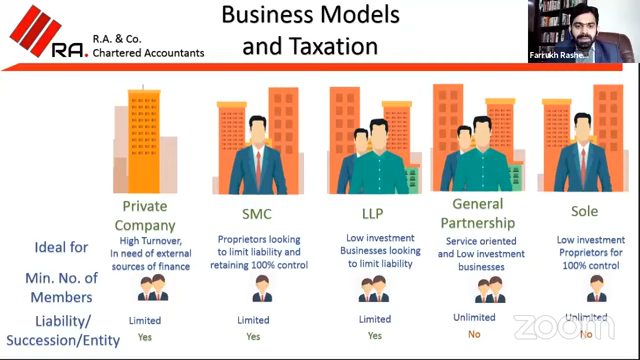 RA.
R.A. & Co.
Chartered Accountants
Business Models
and Taxation
Farrukh Rashe...
Private
Company
SMC
LLP
General
Partnership
Sole
Ideal for
High Turnover,
In need of external
sources of finance
Proprietors looking
to limit liability and
retaining 100% control
Low investment
Businesses looking
to limit liability
Service oriented
and Low investment
businesses
Low investment
Proprietors for
100% control
Min. No. of
Members
Liability/
Succession/Entity
Limited
Yes
Limited
Yes
Limited
Yes
Unlimited
No
Unlimited
No
zoom